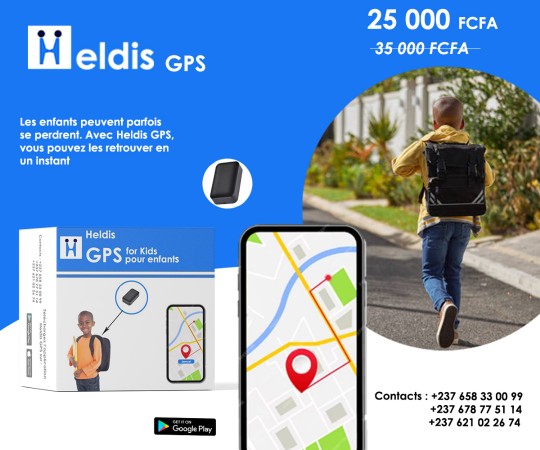 Heldis GPS
25 000 FCFA
35 000 FCFA
Les enfants peuvent parfois
se perdrent. Avec Heldis GPS,
vous pouvez les retrouver en
un instant
Heldis
GPS for Kids
pour enfants
GET IT ON
Google Play
Contacts : +237 658 33 00 99
+237 678 77 51 14
+237 621 02 26 74